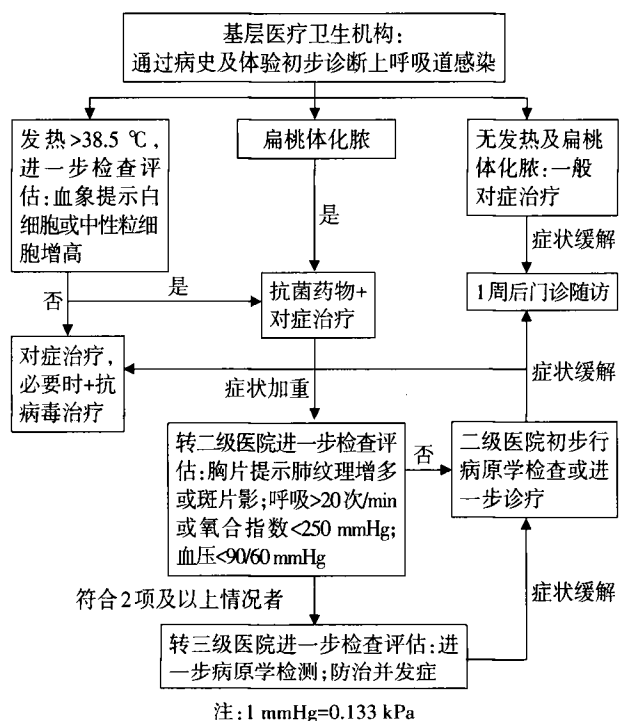 基层医疗卫生机构：
通过病史及体验初步诊断上呼吸道感染
发热>38.5 ℃，
进一步检查评
估：血象提示白
细胞或中性粒细
胞增高
扁桃体化脓
无发热及扁桃
体化脓：一般
对症治疗
是
症状缓解
否
是
抗菌药物+
对症治疗
1周后门诊随访
对症治疗，
必要时+抗
病毒治疗
症状加重
症状缓解
转二级医院进一步检查评
估：胸片提示肺纹理增多
或斑片影；呼吸>20次/min
或氧合指数<250 mmHg；
血压<90/60 mmHg
否
二级医院初步行
病原学检查或进
一步诊疗
符合2项及以上情况者
症状缓解
转三级医院进一步检查评估：进
一步病原学检测；防治并发症
注：1 mmHg=0.133 kPa